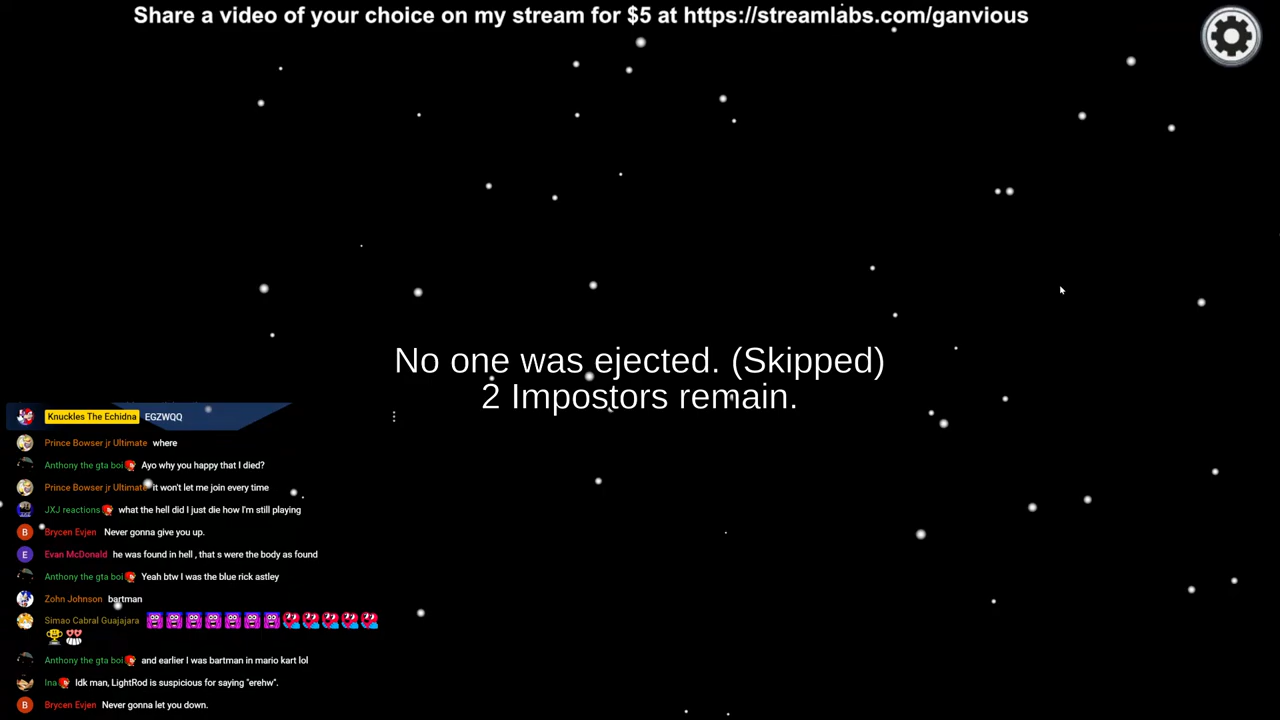 Share a video of your choice on my stream for $5 at https://streamlabs.com/ganvious
No one was ejected. (Skipped)
2 Impostors remain.
Knuckles The Echidna EGZWQQ
Prince Bowser jr Ultimate where
Anthony the gta boi Ayo why you happy that I died?
Prince Bowser jr Ultimate it won't let me join every time
JXJ reactions what the hell did I just die how I'm still playing
B Brycen Evjen Never gonna give you up.
E Evan McDonald he was found in hell , that s were the body as found
Anthony the gta boi Yeah btw I was the blue rick astley
Zohn Johnson bartman
Simao Cabral Guajajara
Anthony the gta boi and earlier I was bartman in mario kart lol
Ina Idk man, LightRod is suspicious for saying "erehw".
B Brycen Evjen Never gonna let you down.